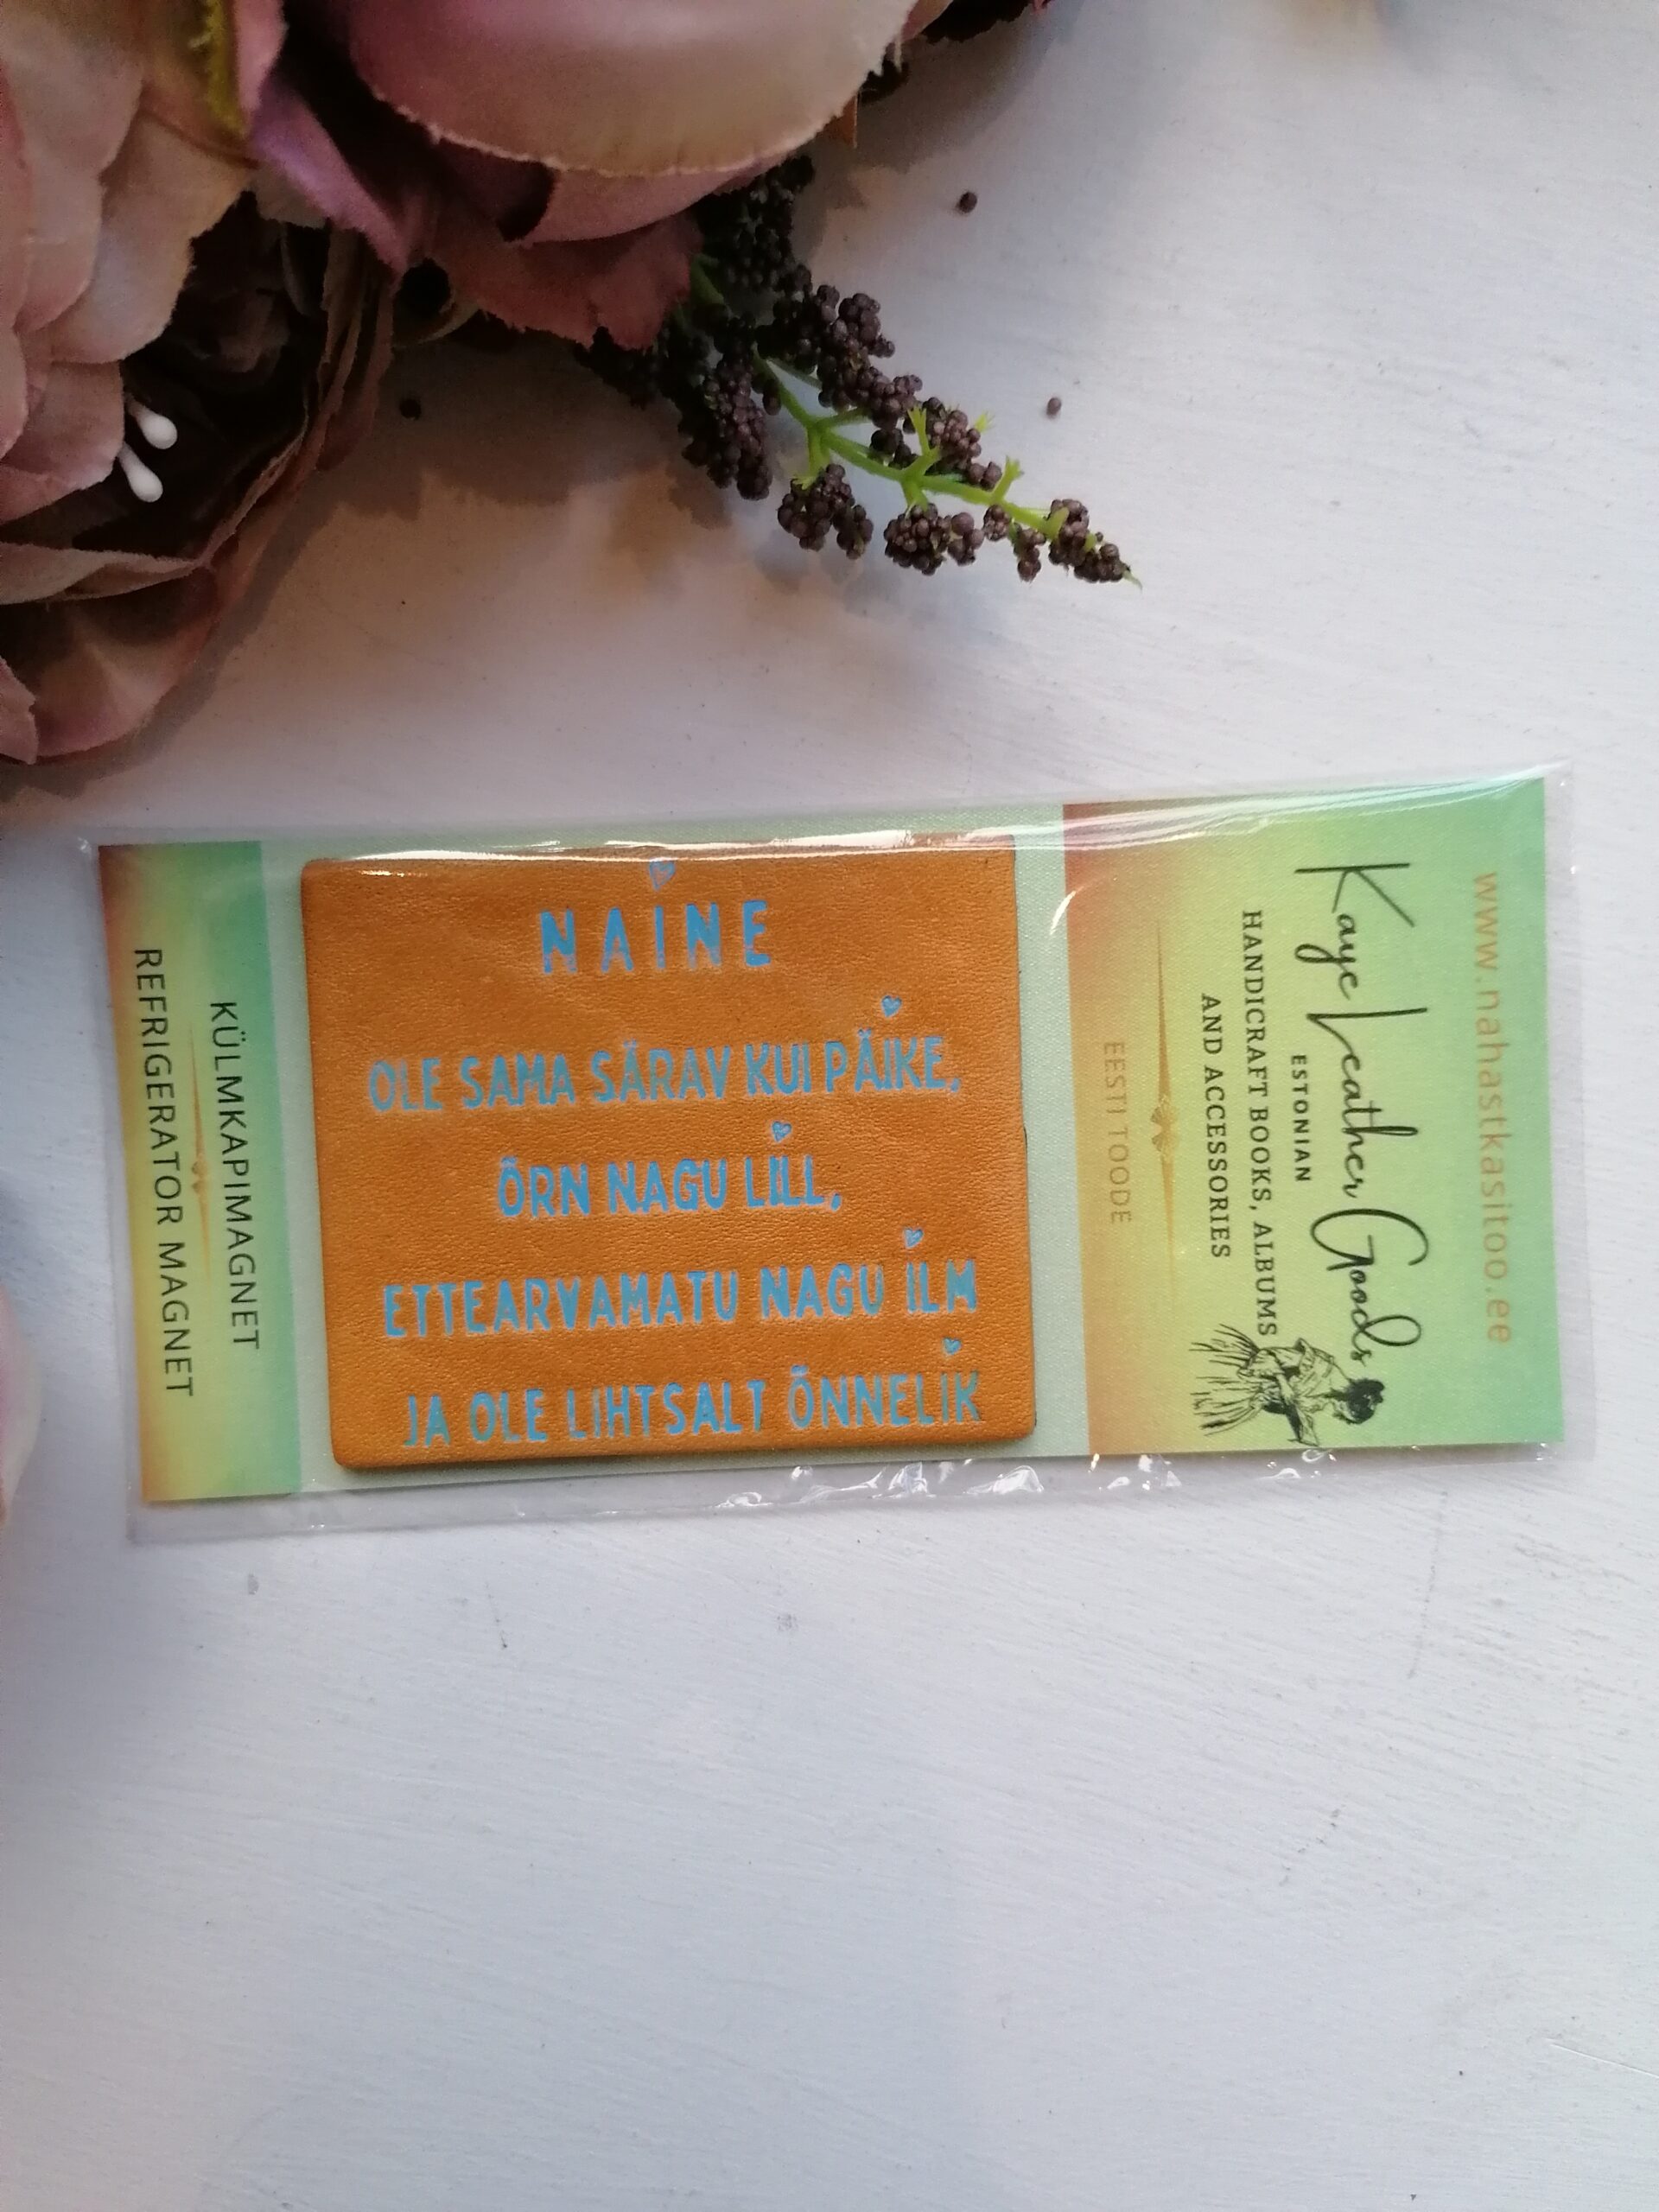 www.nahastkasitoo.ee
Kaye Leather Goods
ESTONIAN
HANDICRAFT BOOKS, ALBUMS
AND ACCESSORIES
EESTI TOODE
NAINE
OLE SAMA SÄRAV KUI PÄIKE,
ÕRN NAGU LILL,
ETTEARVAMATU NAGU ILM
JA OLE LIHTSALT ÕNNELIK
KÜLMKAPIMAGNET
REFRIGERATOR MAGNET